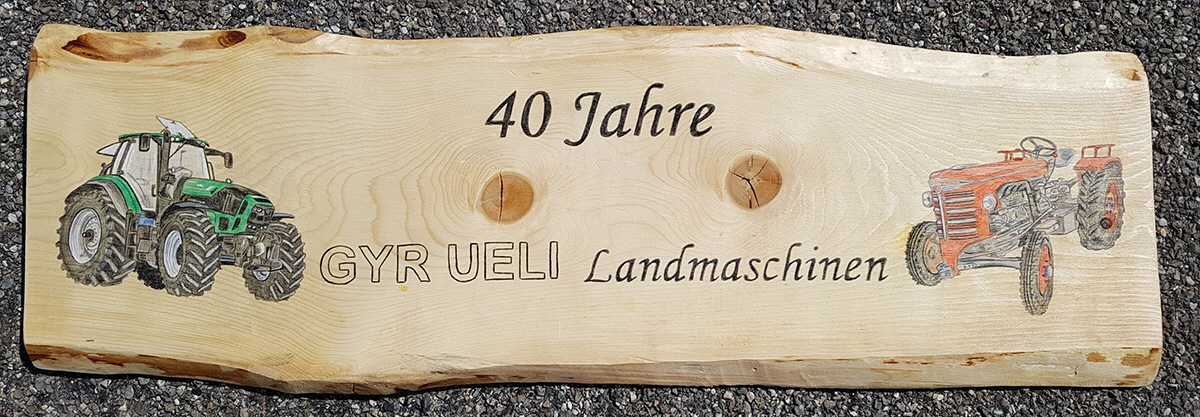 40 Jahre
GYR UELI Landmaschinen